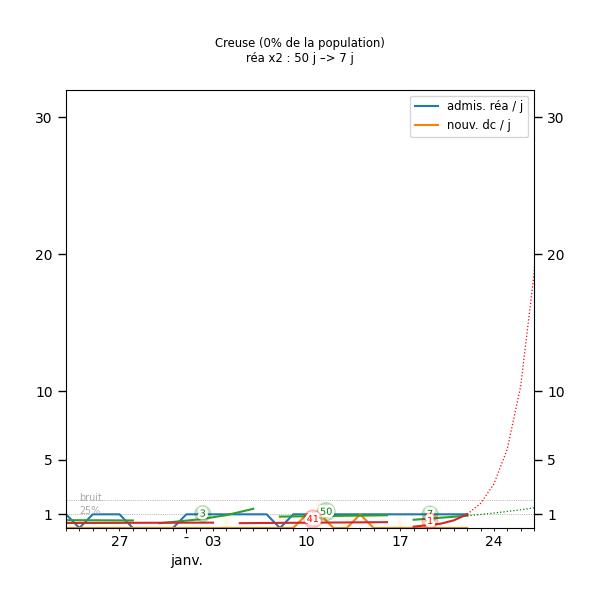 Creuse (0% de la population)
réa x2 : 50 j –> 7 j
admis. réa / j
nouv. dc / j
30 30
20 20
10 10
5 5
bruit
25%
1 3 41 50 7 1 1
27 - 03 10 17 24
janv.